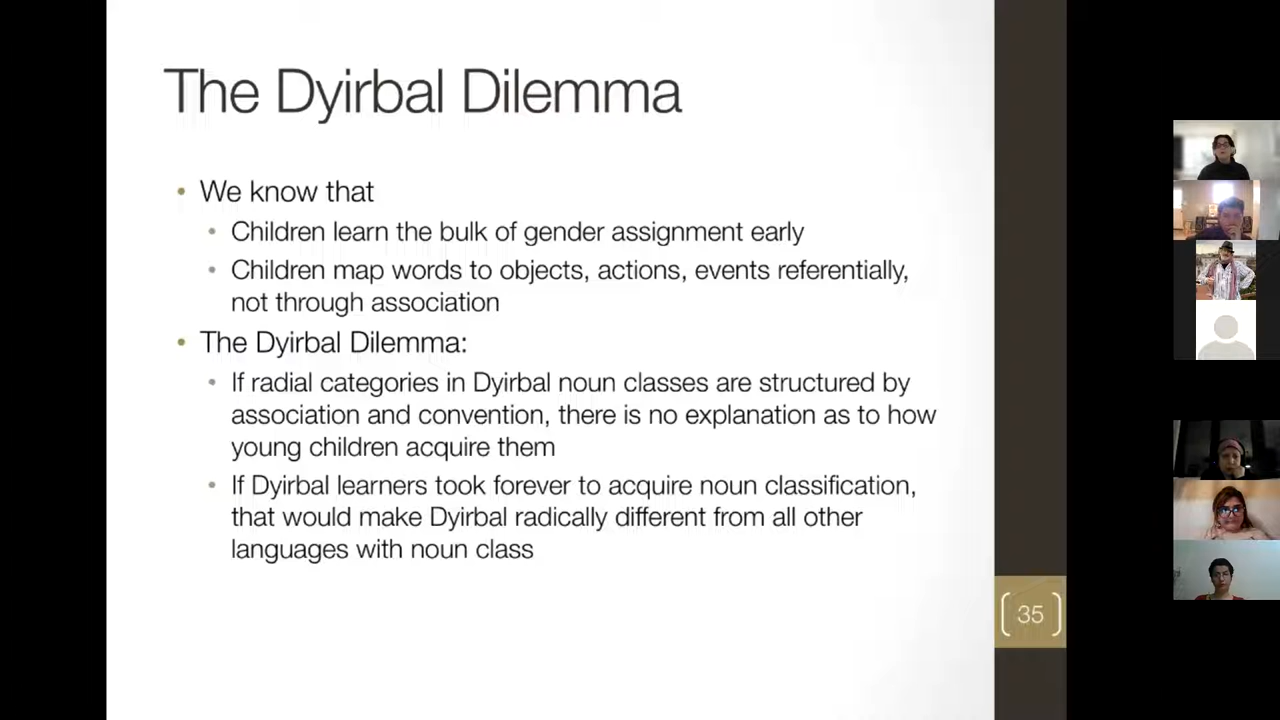 The Dyirbal Dilemma
• We know that
• Children learn the bulk of gender assignment early
• Children map words to objects, actions, events referentially,
not through association
• The Dyirbal Dilemma:
• If radial categories in Dyirbal noun classes are structured by
association and convention, there is no explanation as to how
young children acquire them
• If Dyirbal learners took forever to acquire noun classification,
that would make Dyirbal radically different from all other
languages with noun class
35